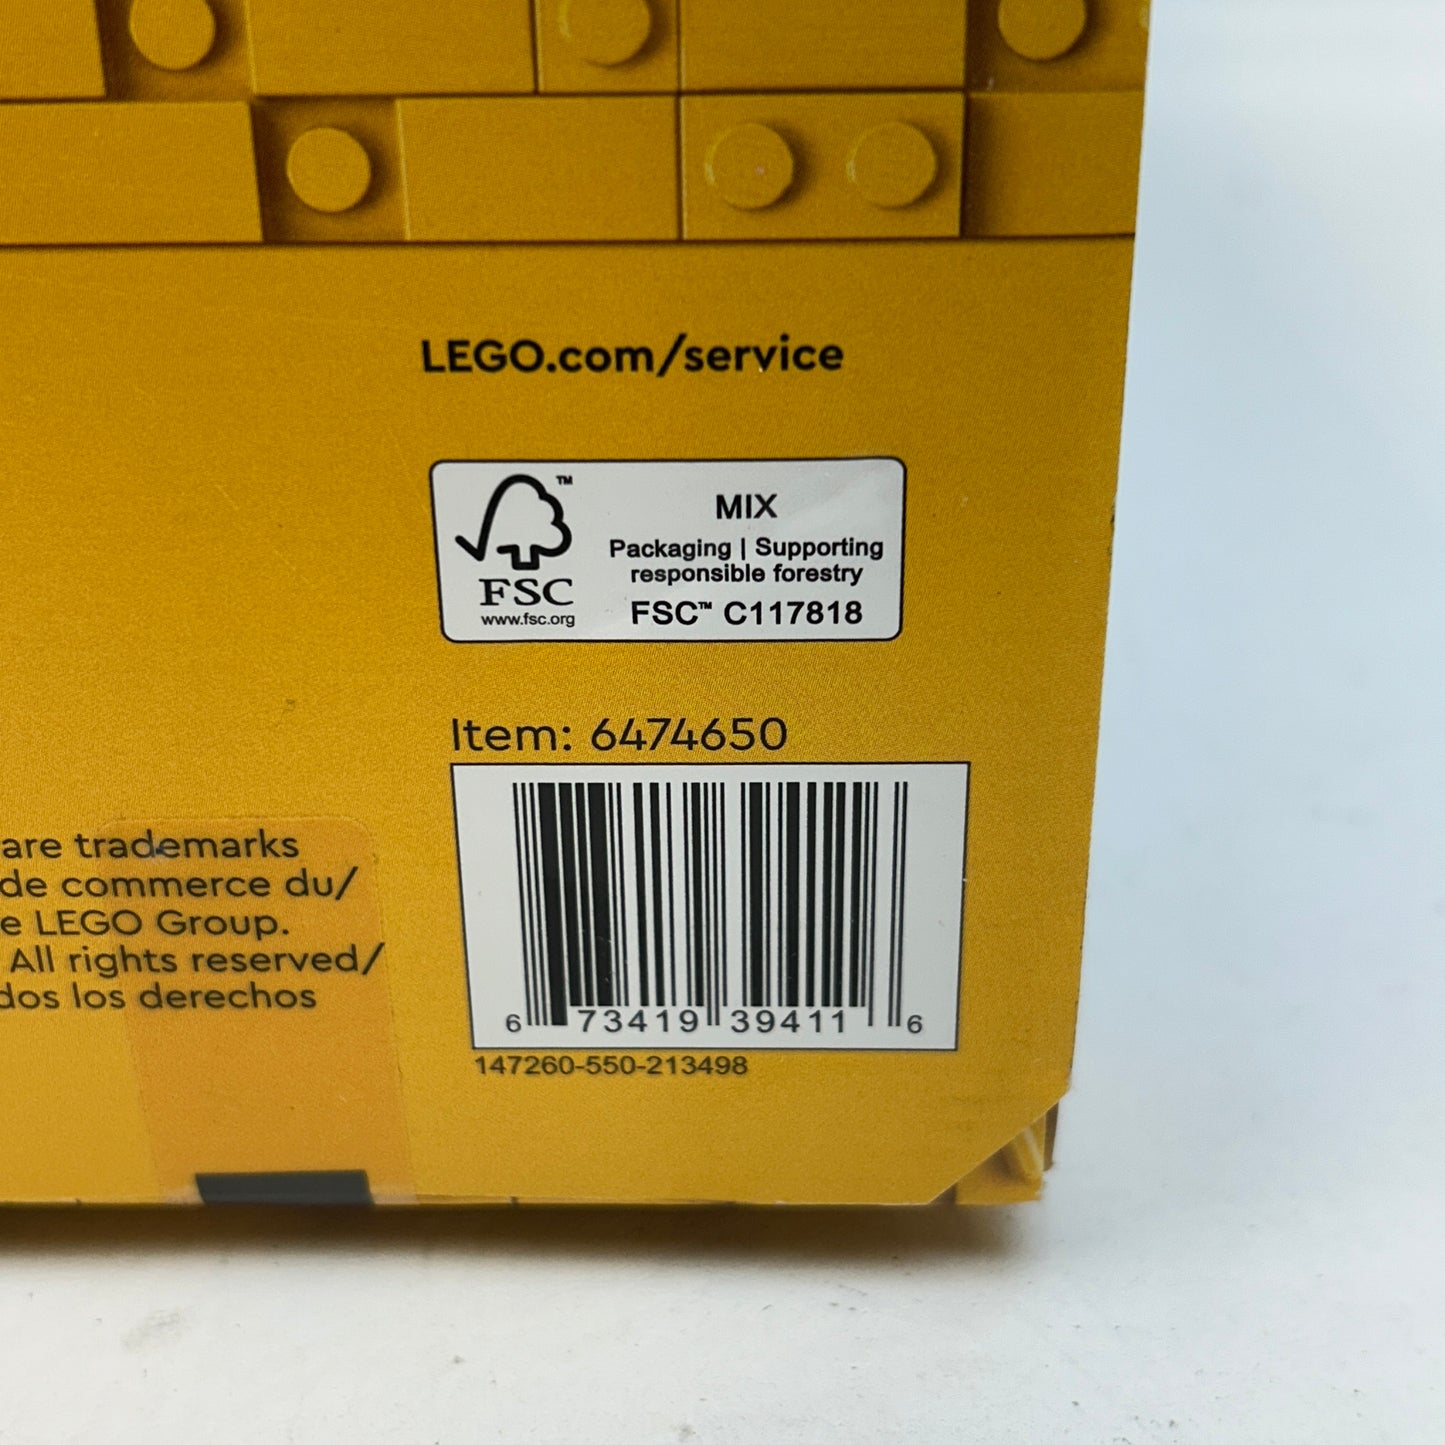 LEGO.com/service
™
FSC
www.fsc.org
MIX
Packaging | Supporting
responsible forestry
FSC™ C117818
Item: 6474650
6 73419 39411 6
147260-550-213498
are trademarks
de commerce du/
e LEGO Group.
All rights reserved/
dos los derechos